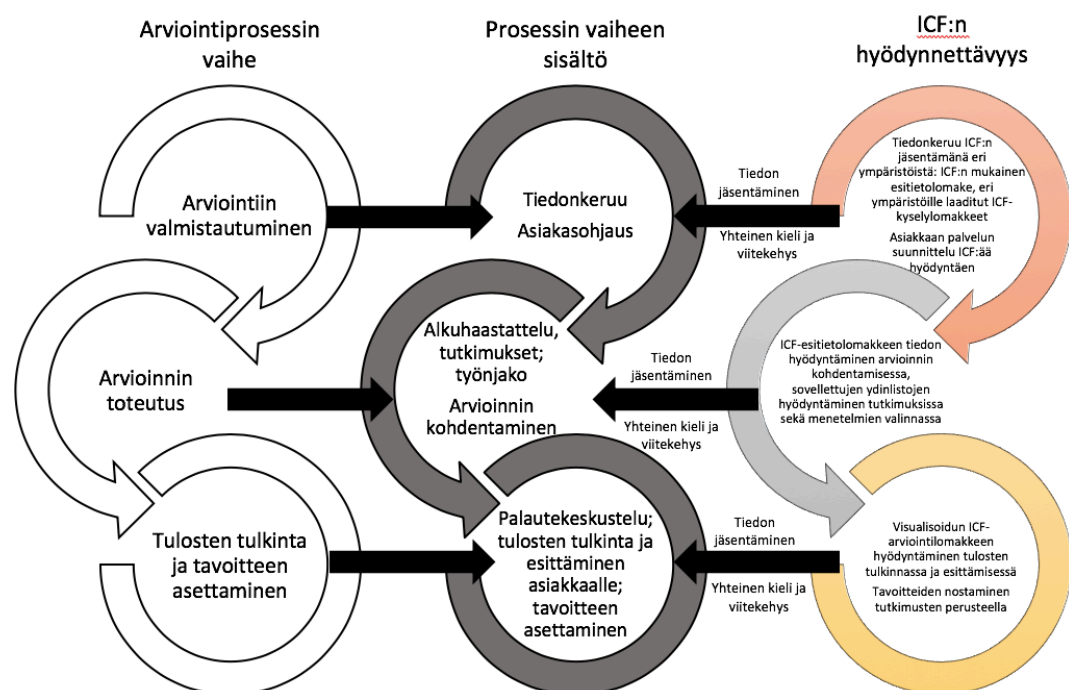 Arviointiprosessin
vaihe
Prosessin vaiheen
sisältö
ICF:n
hyödynnettävyys
Arviointiin
valmistautuminen
Tiedonkeruu
Asiakasohjaus
Tiedon
jäsentäminen
Yhteinen kieli ja
viitekehys
Tiedonkeruu ICF:n
jäsentämänä eri
ympäristöistä: ICF:n mukainen
esitietolomake, eri
ympäristöille laaditut ICF-
kyselylomakkeet
Asiakkaan palvelun
suunnittelu ICF:ää
hyödyntäen
Arvioinnin
toteutus
Alkuhaastattelu,
tutkimukset;
työnjako
Arvioinnin
kohdentaminen
Tiedon
jäsentäminen
Yhteinen kieli ja
viitekehys
ICF-esitietolomakkeen tiedon
hyödyntäminen arvioinnin
kohdentamisessa,
sovellettujen ydinlistojen
hyödyntäminen tutkimuksissa
sekä menetelmien valinnassa
Tulosten tulkinta
ja tavoitteen
asettaminen
Palautekeskustelu;
tulosten tulkinta ja
esittäminen
asiakkaalle;
tavoitteen
asettaminen
Tiedon
jäsentäminen
Yhteinen kieli ja
viitekehys
Visualisoidun ICF-
arviointilomakkeen
hyödyntäminen tulosten
tulkinnassa ja esittämisessä
Tavoitteiden nostaminen
tutkimusten perusteella